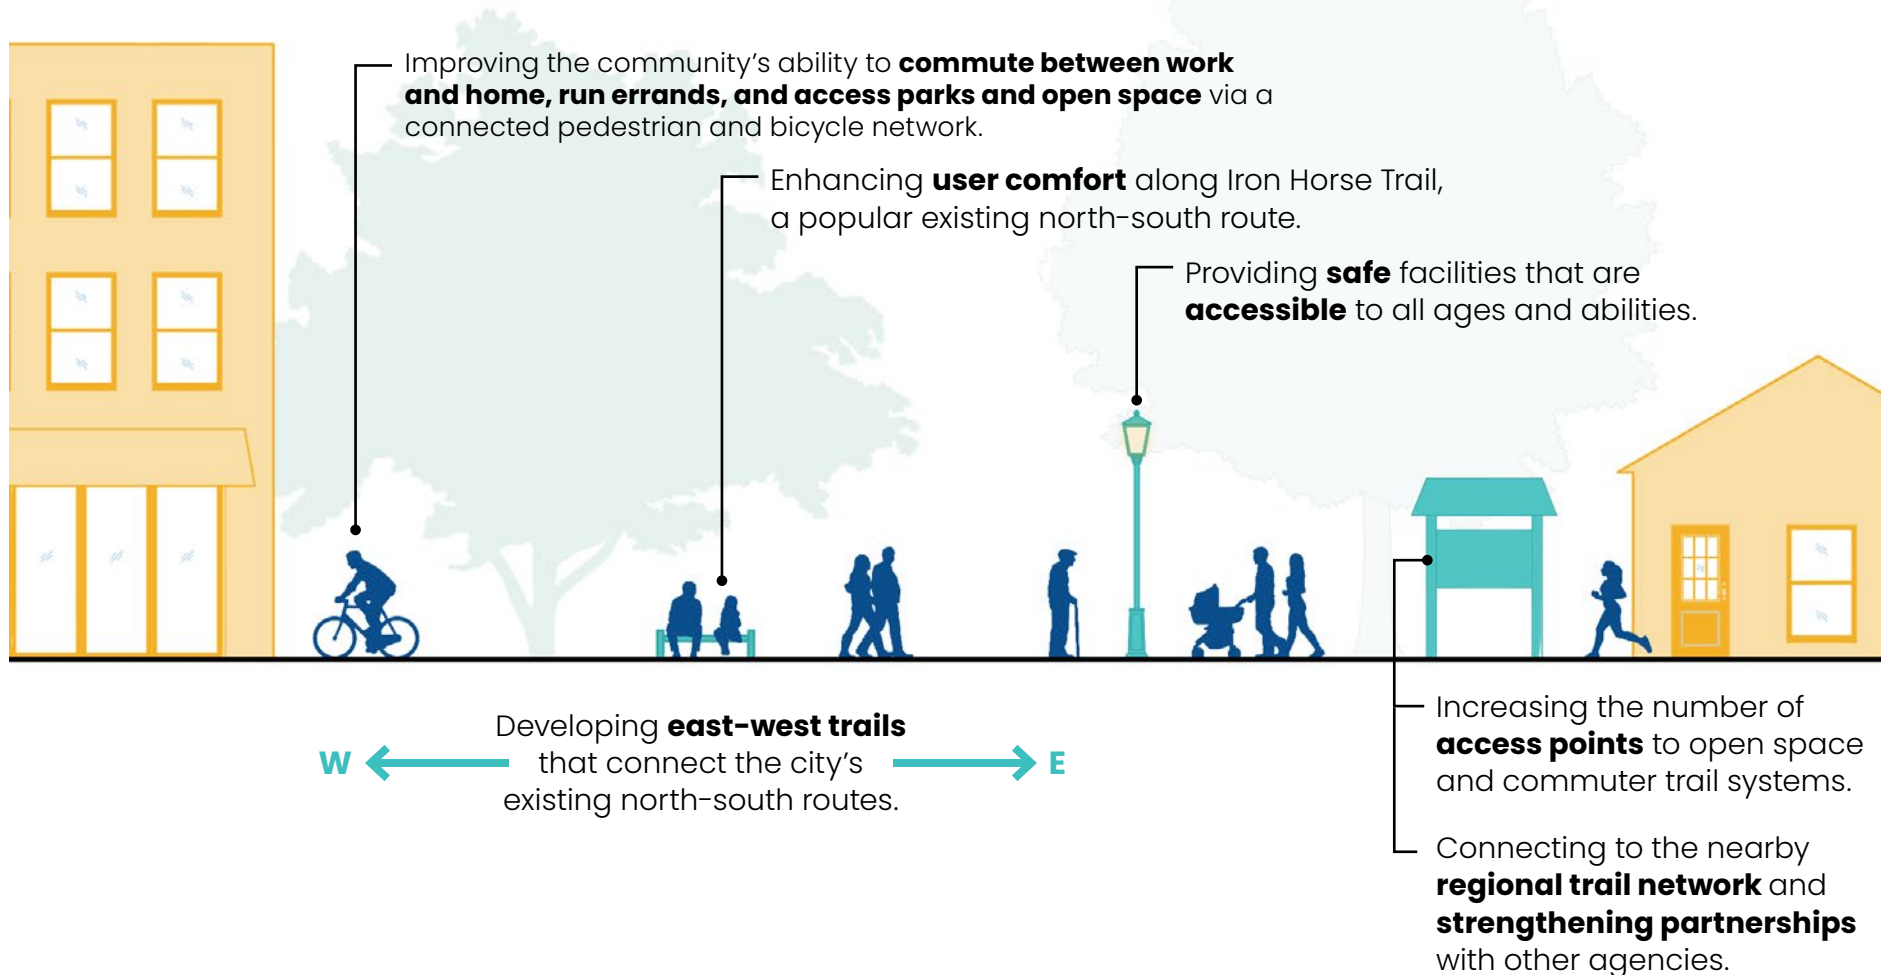 Improving the community’s ability to commute between work
and home, run errands, and access parks and open space via a
connected pedestrian and bicycle network.
Enhancing user comfort along Iron Horse Trail,
a popular existing north-south route.
Providing safe facilities that are
accessible to all ages and abilities.
Developing east-west trails
that connect the city’s
existing north-south routes.
W
E
Increasing the number of
access points to open space
and commuter trail systems.
Connecting to the nearby
regional trail network and
strengthening partnerships
with other agencies.